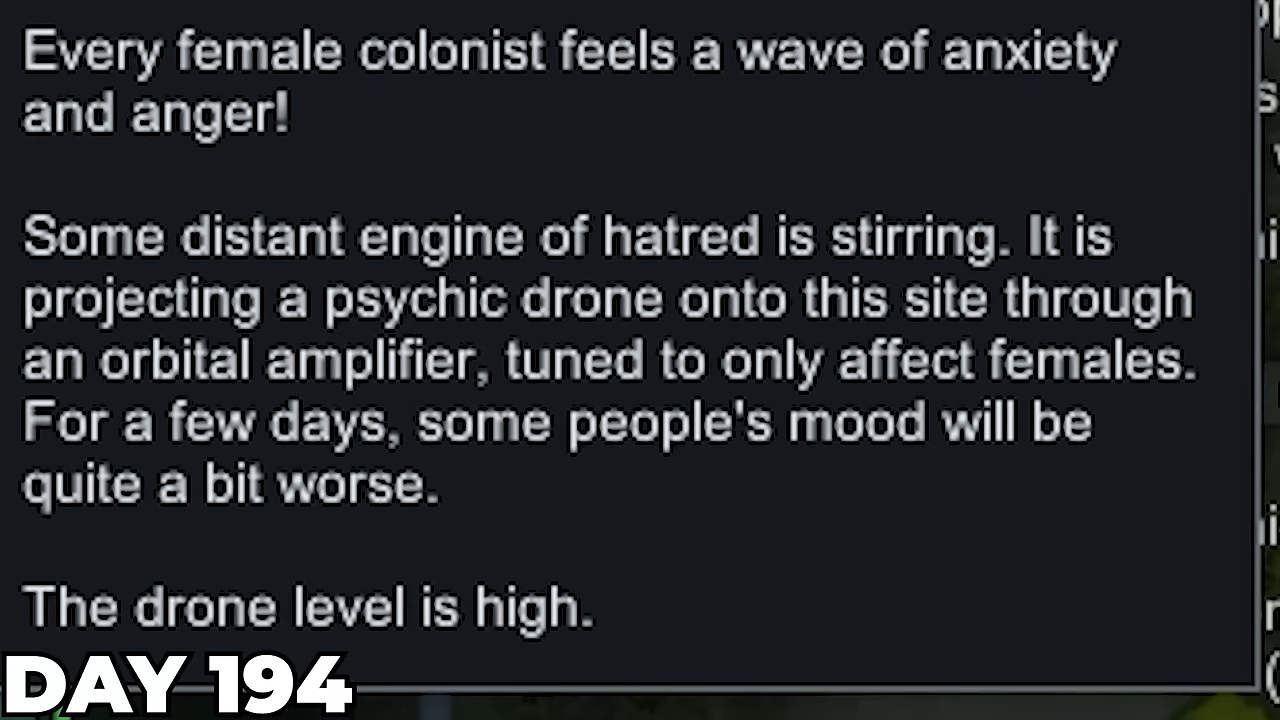 Every female colonist feels a wave of anxiety
and anger!
Some distant engine of hatred is stirring. It is
projecting a psychic drone onto this site through
an orbital amplifier, tuned to only affect females.
For a few days, some people's mood will be
quite a bit worse.
The drone level is high.
DAY 194